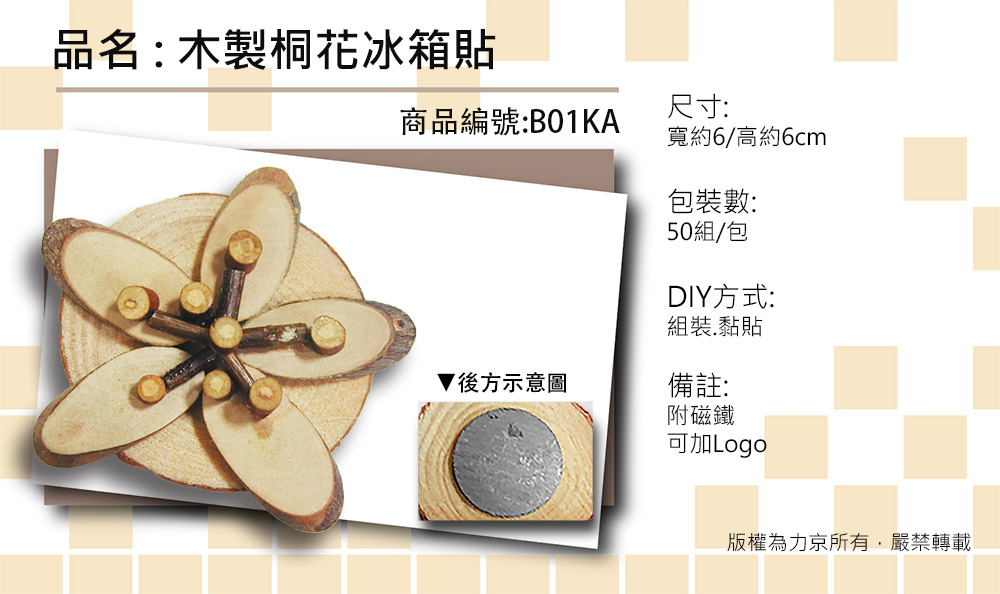 品名 : 木製桐花冰箱貼
商品編號:B01KA
尺寸:
寬約6/高約6cm
包裝數:
50組/包
DIY方式:
組裝.黏貼
▼後方示意圖
備註:
附磁鐵
可加Logo
版權為力京所有，嚴禁轉載